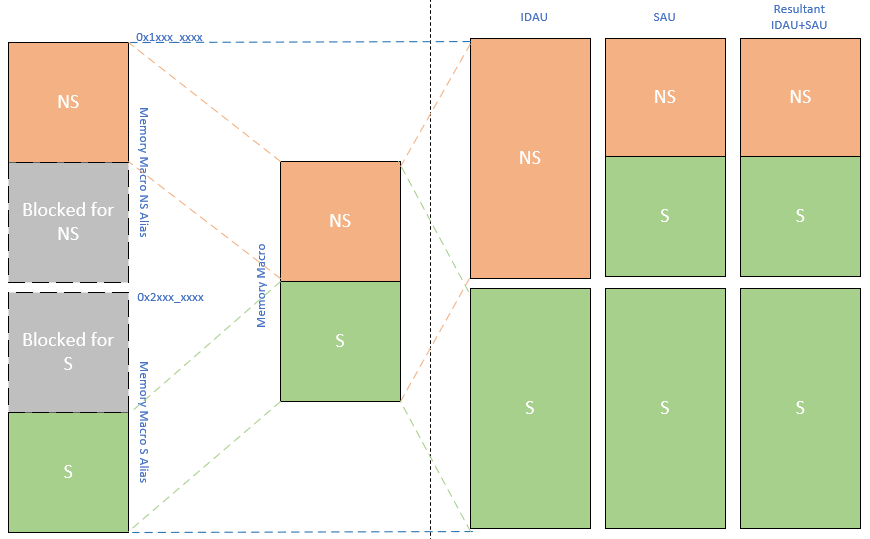 IDAU
SAU
Resultant
IDAU+SAU
0x1xxx_xxxx
NS
Blocked for
NS
Memory Macro NS Alias
0x2xxx_xxxx
Blocked for
S
S
Memory Macro S Alias
Memory Macro
NS
S
NS
S
NS
S
S
NS
S
S